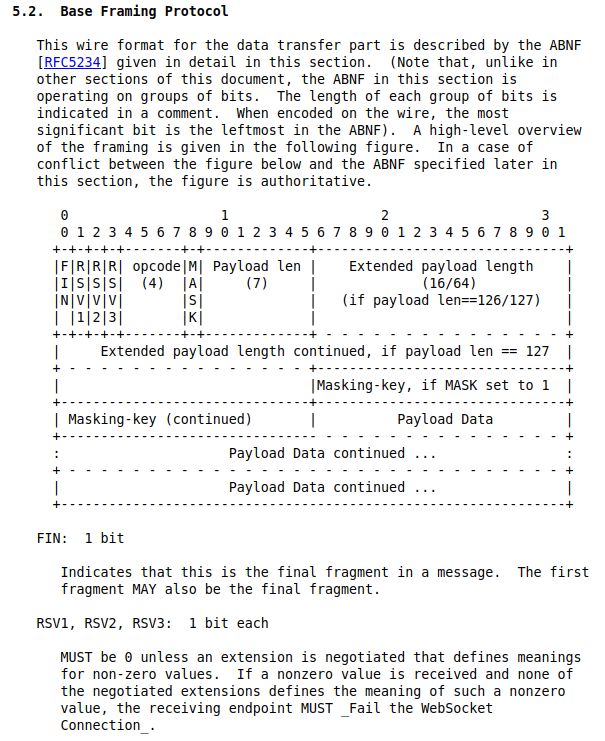 5.2.  Base Framing Protocol

   This wire format for the data transfer part is described by the ABNF
   [RFC5234] given in detail in this section.  (Note that, unlike in
   other sections of this document, the ABNF in this section is
   operating on groups of bits.  The length of each group of bits is
   indicated in a comment.  When encoded on the wire, the most
   significant bit is the leftmost in the ABNF).  A high-level overview
   of the framing is given in the following figure.  In a case of
   conflict between the figure below and the ABNF specified later in
   this section, the figure is authoritative.

      0                   1                   2                   3
      0 1 2 3 4 5 6 7 8 9 0 1 2 3 4 5 6 7 8 9 0 1 2 3 4 5 6 7 8 9 0 1
     +-+-+-+-+-------+-+-------------+-------------------------------+
     |F|R|R|R| opcode|M| Payload len |    Extended payload length    |
     |I|S|S|S|  (4)  |A|     (7)     |             (16/64)           |
     |N|V|V|V|       |S|             |   (if payload len==126/127)   |
     | |1|2|3|       |K|             |                               |
     +-+-+-+-+-------+-+-------------+ - - - - - - - - - - - - - - - +
     |     Extended payload length continued, if payload len == 127  |
     + - - - - - - - - - - - - - - - +-------------------------------+
     |                               |Masking-key, if MASK set to 1  |
     +-------------------------------+-------------------------------+
     | Masking-key (continued)       |          Payload Data         |
     +-------------------------------- - - - - - - - - - - - - - - - +
     :                     Payload Data continued ...                :
     + - - - - - - - - - - - - - - - - - - - - - - - - - - - - - - - +
     |                     Payload Data continued ...                |
     +---------------------------------------------------------------+

   FIN:  1 bit

      Indicates that this is the final fragment in a message.  The first
      fragment MAY also be the final fragment.

   RSV1, RSV2, RSV3:  1 bit each

      MUST be 0 unless an extension is negotiated that defines meanings
      for non-zero values.  If a nonzero value is received and none of
      the negotiated extensions defines the meaning of such a nonzero
      value, the receiving endpoint MUST _Fail the WebSocket
      Connection_.